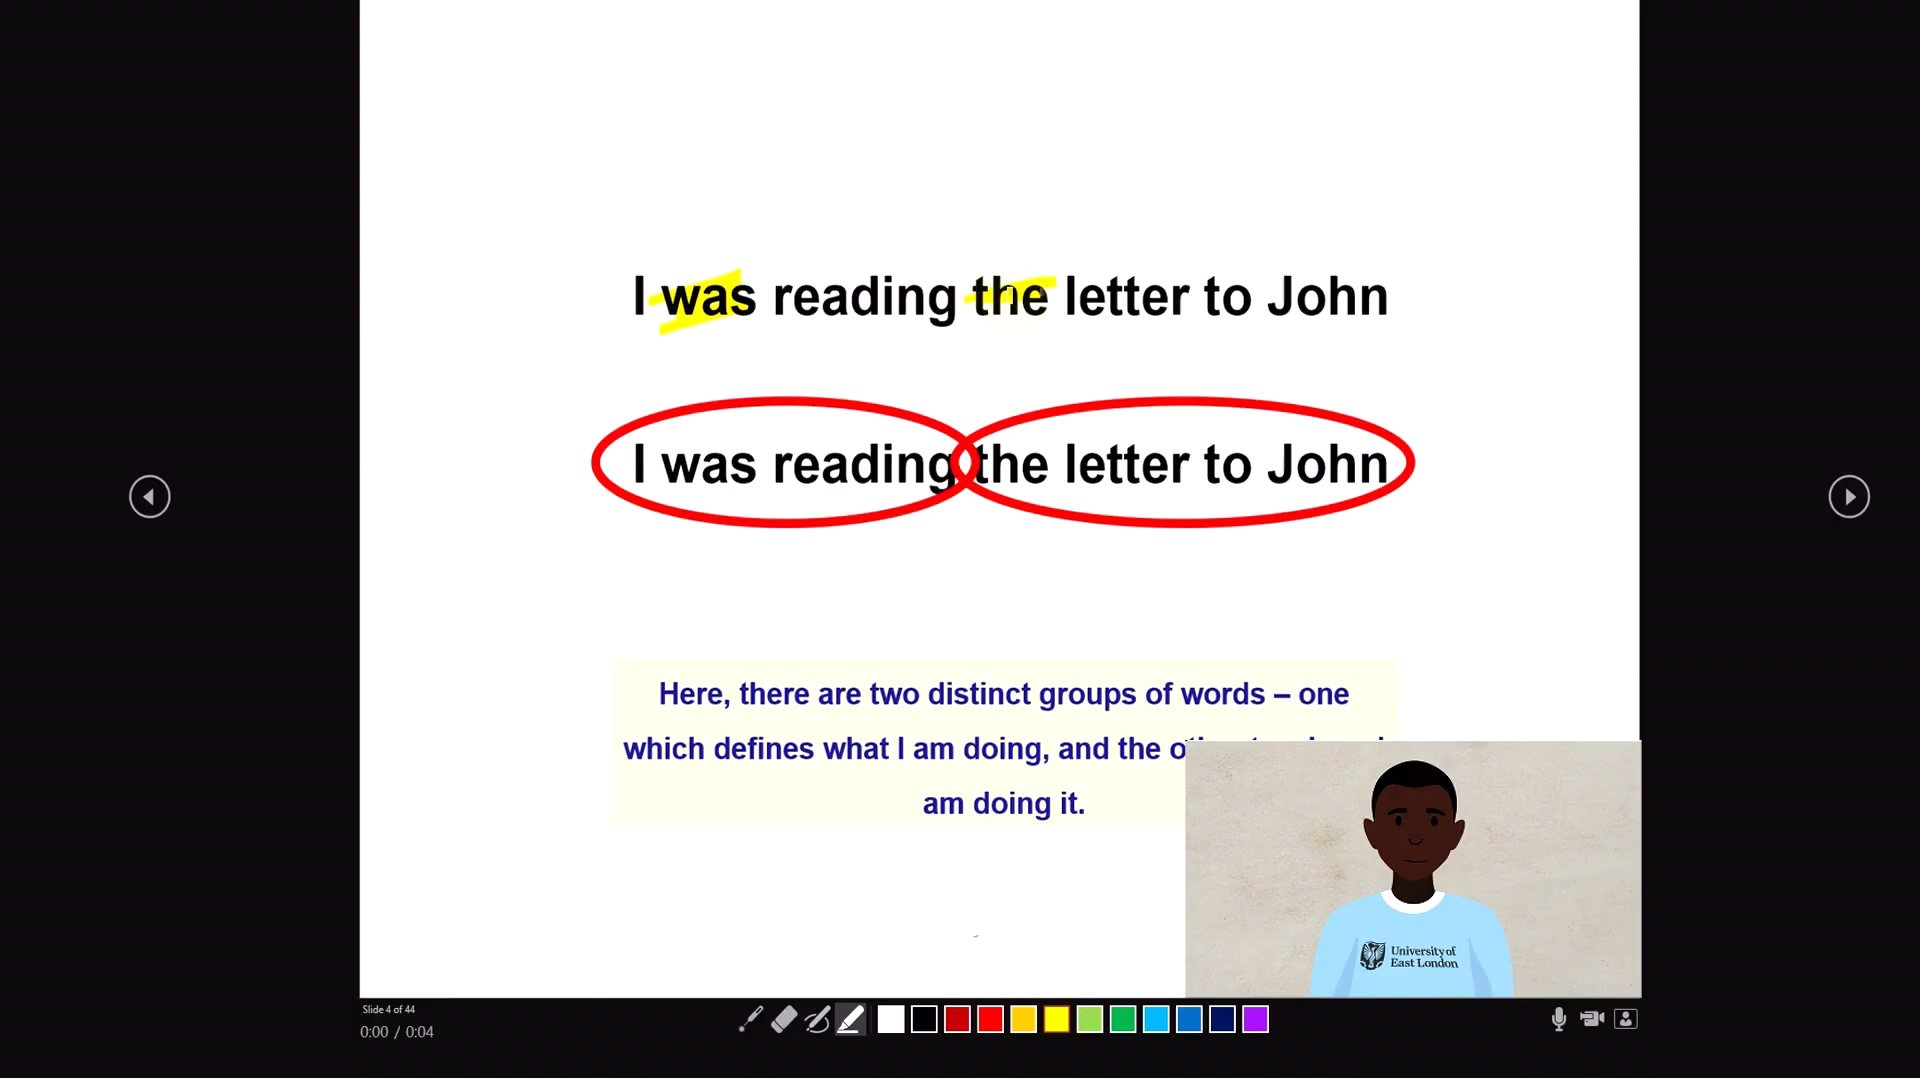 I was reading the letter to John
I was reading the letter to John
Here, there are two distinct groups of words – one
which defines what I am doing, and the
am doing it.
University of
East London
Slide 4 of 44
0:00 / 0:04